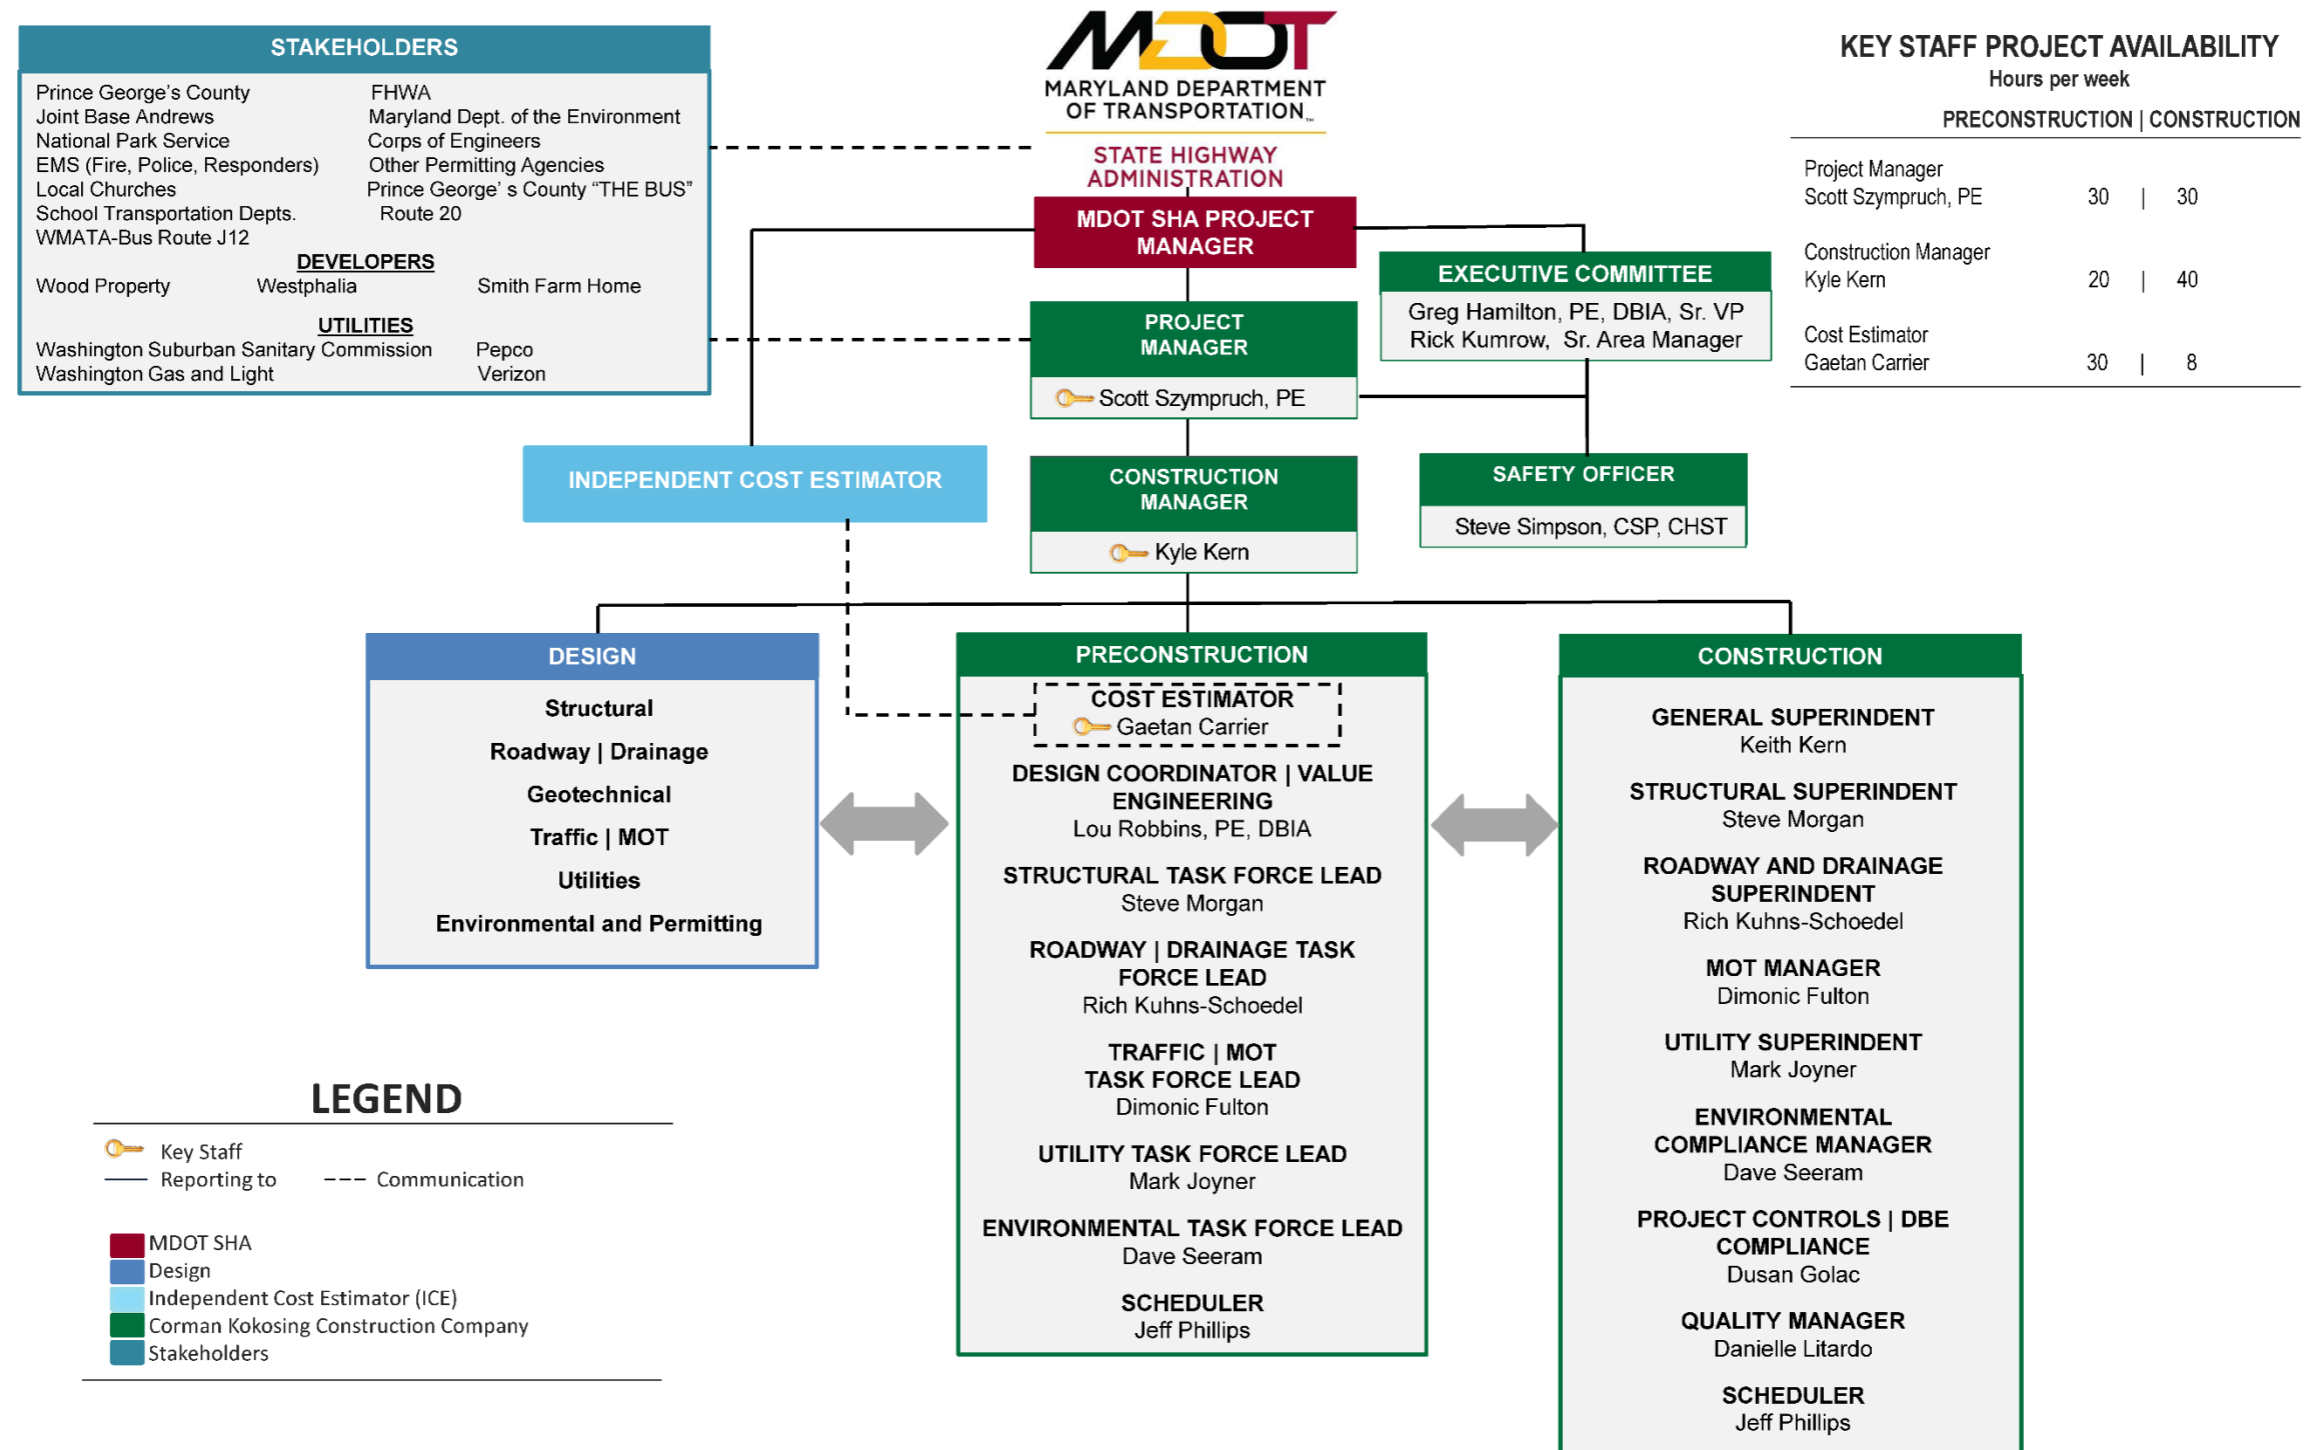 STAKEHOLDERS
Prince George's County
Joint Base Andrews
National Park Service
EMS (Fire, Police, Responders)
Local Churches
School Transportation Depts.
WMATA-Bus Route J12
FHWA
Maryland Dept. of the Environment
Corps of Engineers
Other Permitting Agencies
Prince George' s County “THE BUS”
Route 20
DEVELOPERS
Wood Property Westphalia Smith Farm Home
UTILITIES
Washington Suburban Sanitary Commission Pepco
Washington Gas and Light Verizon
MDOT
MARYLAND DEPARTMENT
OF TRANSPORTATION™
STATE HIGHWAY
ADMINISTRATION
MDOT SHA PROJECT
MANAGER
KEY STAFF PROJECT AVAILABILITY
Hours per week
PRECONSTRUCTION | CONSTRUCTION
Project Manager
Scott Szympruch, PE 30 | 30
Construction Manager
Kyle Kern 20 | 40
Cost Estimator
Gaetan Carrier 30 | 8
EXECUTIVE COMMITTEE
Greg Hamilton, PE, DBIA, Sr. VP
Rick Kumrow, Sr. Area Manager
PROJECT
MANAGER
Scott Szympruch, PE
INDEPENDENT COST ESTIMATOR
CONSTRUCTION
MANAGER
Kyle Kern
SAFETY OFFICER
Steve Simpson, CSP, CHST
DESIGN
Structural
Roadway | Drainage
Geotechnical
Traffic | MOT
Utilities
Environmental and Permitting
PRECONSTRUCTION
COST ESTIMATOR
Gaetan Carrier
DESIGN COORDINATOR | VALUE
ENGINEERING
Lou Robbins, PE, DBIA
STRUCTURAL TASK FORCE LEAD
Steve Morgan
ROADWAY | DRAINAGE TASK
FORCE LEAD
Rich Kuhns-Schoedel
TRAFFIC | MOT
TASK FORCE LEAD
Dimonic Fulton
UTILITY TASK FORCE LEAD
Mark Joyner
ENVIRONMENTAL TASK FORCE LEAD
Dave Seeram
SCHEDULER
Jeff Phillips
CONSTRUCTION
GENERAL SUPERINDENT
Keith Kern
STRUCTURAL SUPERINDENT
Steve Morgan
ROADWAY AND DRAINAGE
SUPERINDENT
Rich Kuhns-Schoedel
MOT MANAGER
Dimonic Fulton
UTILITY SUPERINDENT
Mark Joyner
ENVIRONMENTAL
COMPLIANCE MANAGER
Dave Seeram
PROJECT CONTROLS | DBE
COMPLIANCE
Dusan Golac
QUALITY MANAGER
Danielle Litardo
SCHEDULER
Jeff Phillips
LEGEND
Key Staff
Reporting to Communication
MDOT SHA
Design
Independent Cost Estimator (ICE)
Corman Kokosing Construction Company
Stakeholders